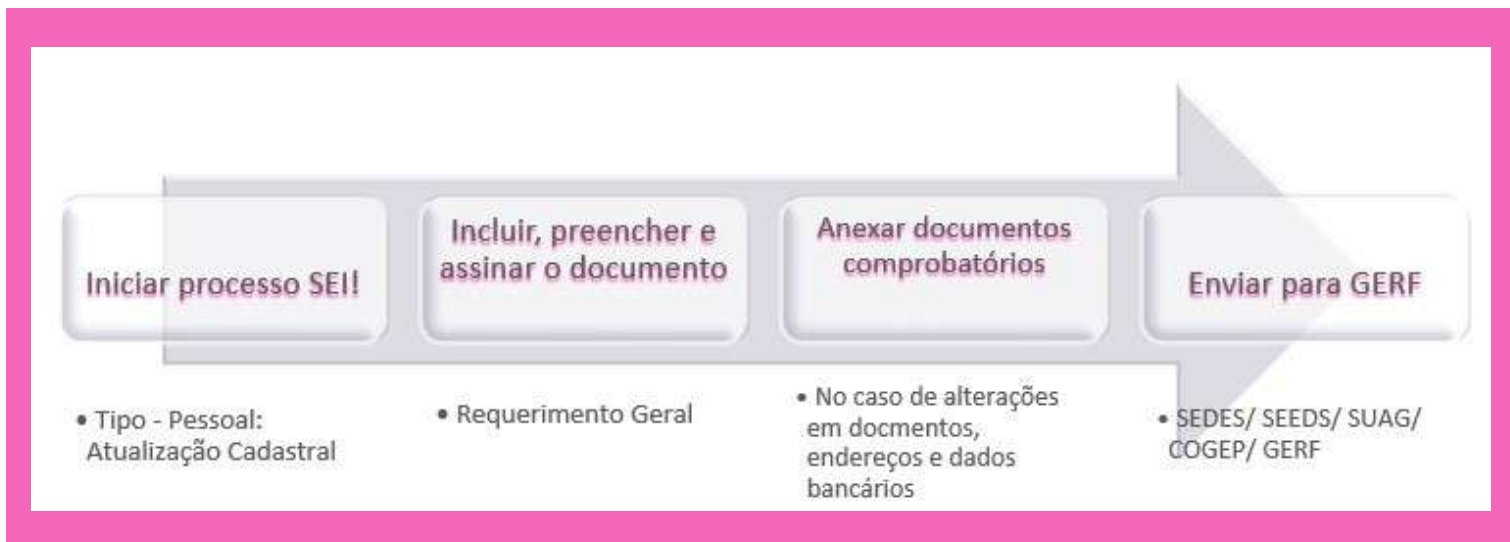 Iniciar processo SEI!
• Tipo - Pessoal:
Atualização Cadastral
Incluir, preencher e
assinar o documento
• Requerimento Geral
Anexar documentos
comprobatórios
• No caso de alterações
em docmentos,
endereços e dados
bancários
Enviar para GERF
• SEDES/ SEEDS/ SUAG/
COGEP/ GERF